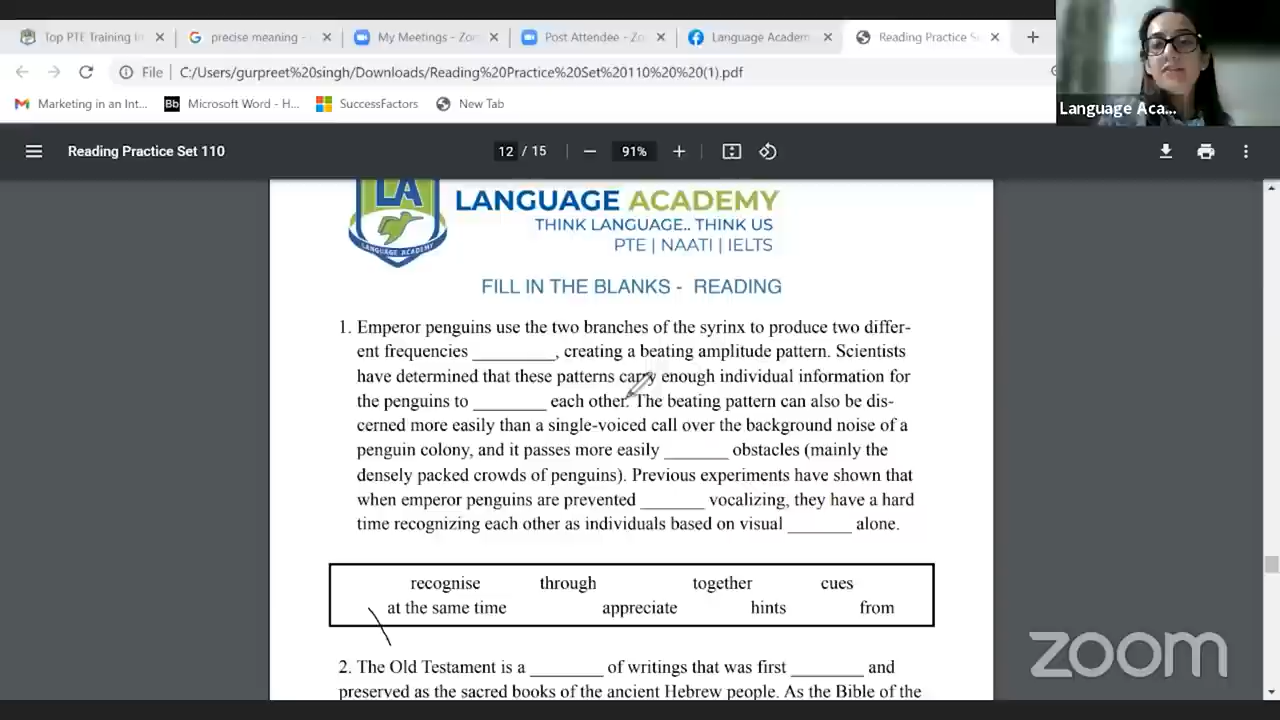 Top PTE Training I
precise meaning -
My Meetings - Zo
Post Attendee - Zo
Language Academ
Reading Practice S
File
C:/Users/gurpreet%20singh/Downloads/Reading%20Practice%20Set%20110%20%20(1).pdf
Marketing in an Int...
Bb
Microsoft Word - H...
SuccessFactors
New Tab
Language Aca...
Reading Practice Set 110
12 / 15
91%
LA
LANGUAGE ACADEMY
LANGUAGE ACADEMY
THINK LANGUAGE.. THINK US
PTE | NAATI | IELTS
FILL IN THE BLANKS - READING
1. Emperor penguins use the two branches of the syrinx to produce two differ-
ent frequencies _________, creating a beating amplitude pattern. Scientists
have determined that these patterns carry enough individual information for
the penguins to ________ each other. The beating pattern can also be dis-
cerned more easily than a single-voiced call over the background noise of a
penguin colony, and it passes more easily _______ obstacles (mainly the
densely packed crowds of penguins). Previous experiments have shown that
when emperor penguins are prevented _______ vocalizing, they have a hard
time recognizing each other as individuals based on visual _______ alone.
recognise through together cues
at the same time appreciate hints from
2. The Old Testament is a ________ of writings that was first ________ and
preserved as the sacred books of the ancient Hebrew people. As the Bible of the
zoom